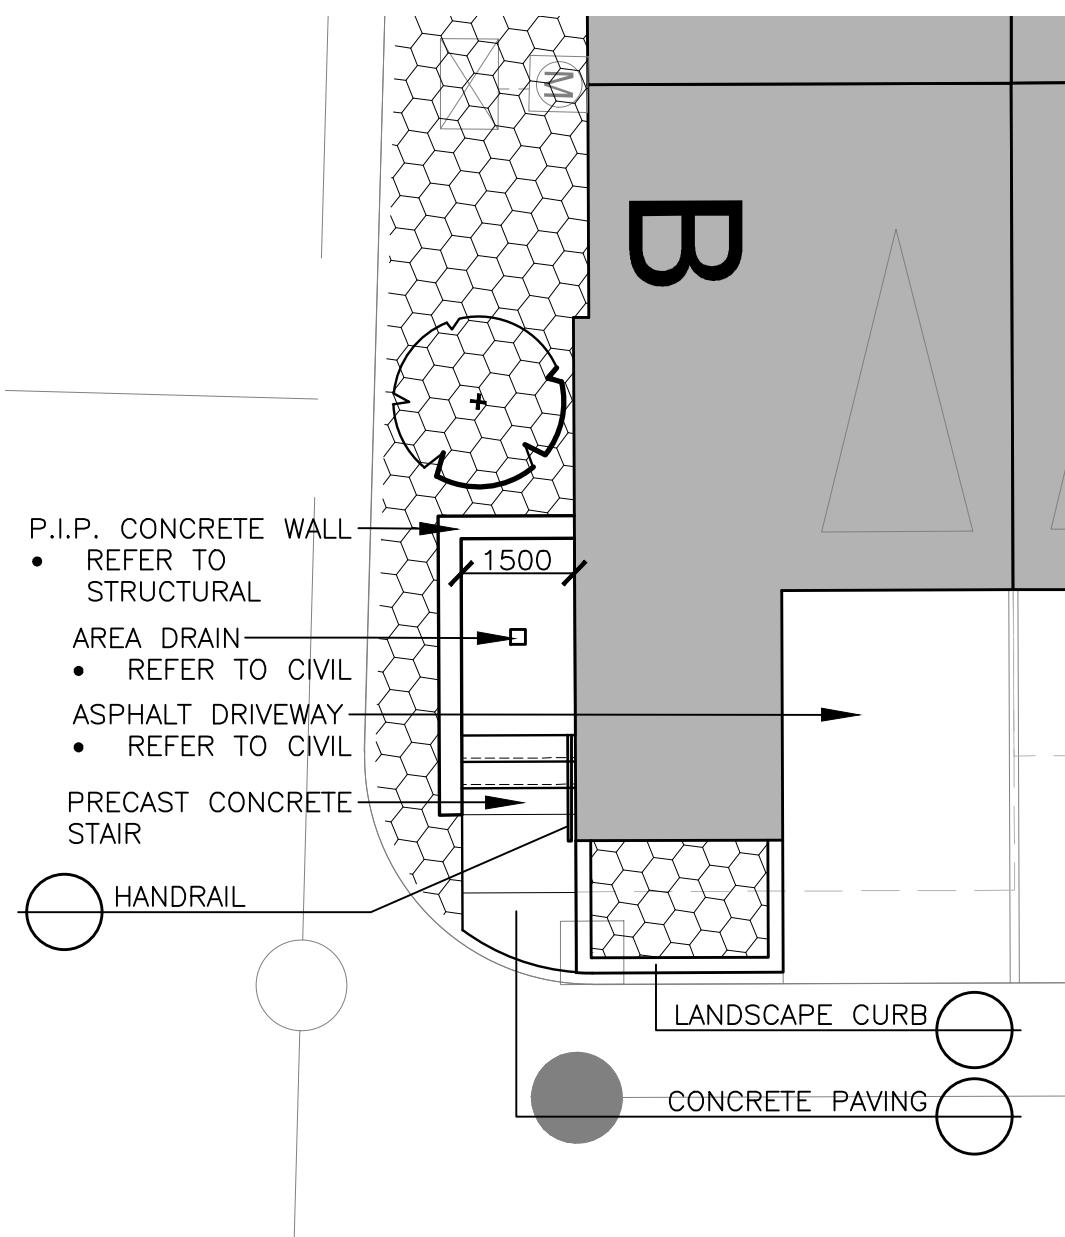 M
B
P.I.P. CONCRETE WALL
• REFER TO
STRUCTURAL
1500
AREA DRAIN
• REFER TO CIVIL
ASPHALT DRIVEWAY
• REFER TO CIVIL
PRECAST CONCRETE
STAIR
HANDRAIL
LANDSCAPE CURB
CONCRETE PAVING